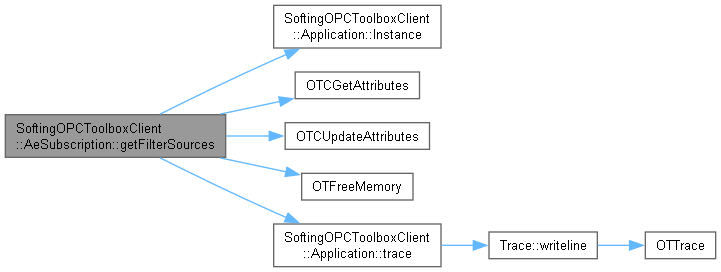 SoftingOPCToolboxClient
::Application::Instance
OTCGetAttributes
SoftingOPCToolboxClient
::AeSubscription::getFilterSources
OTCUpdateAttributes
OTFreeMemory
SoftingOPCToolboxClient
::Application::trace
Trace::writeline
OTTrace